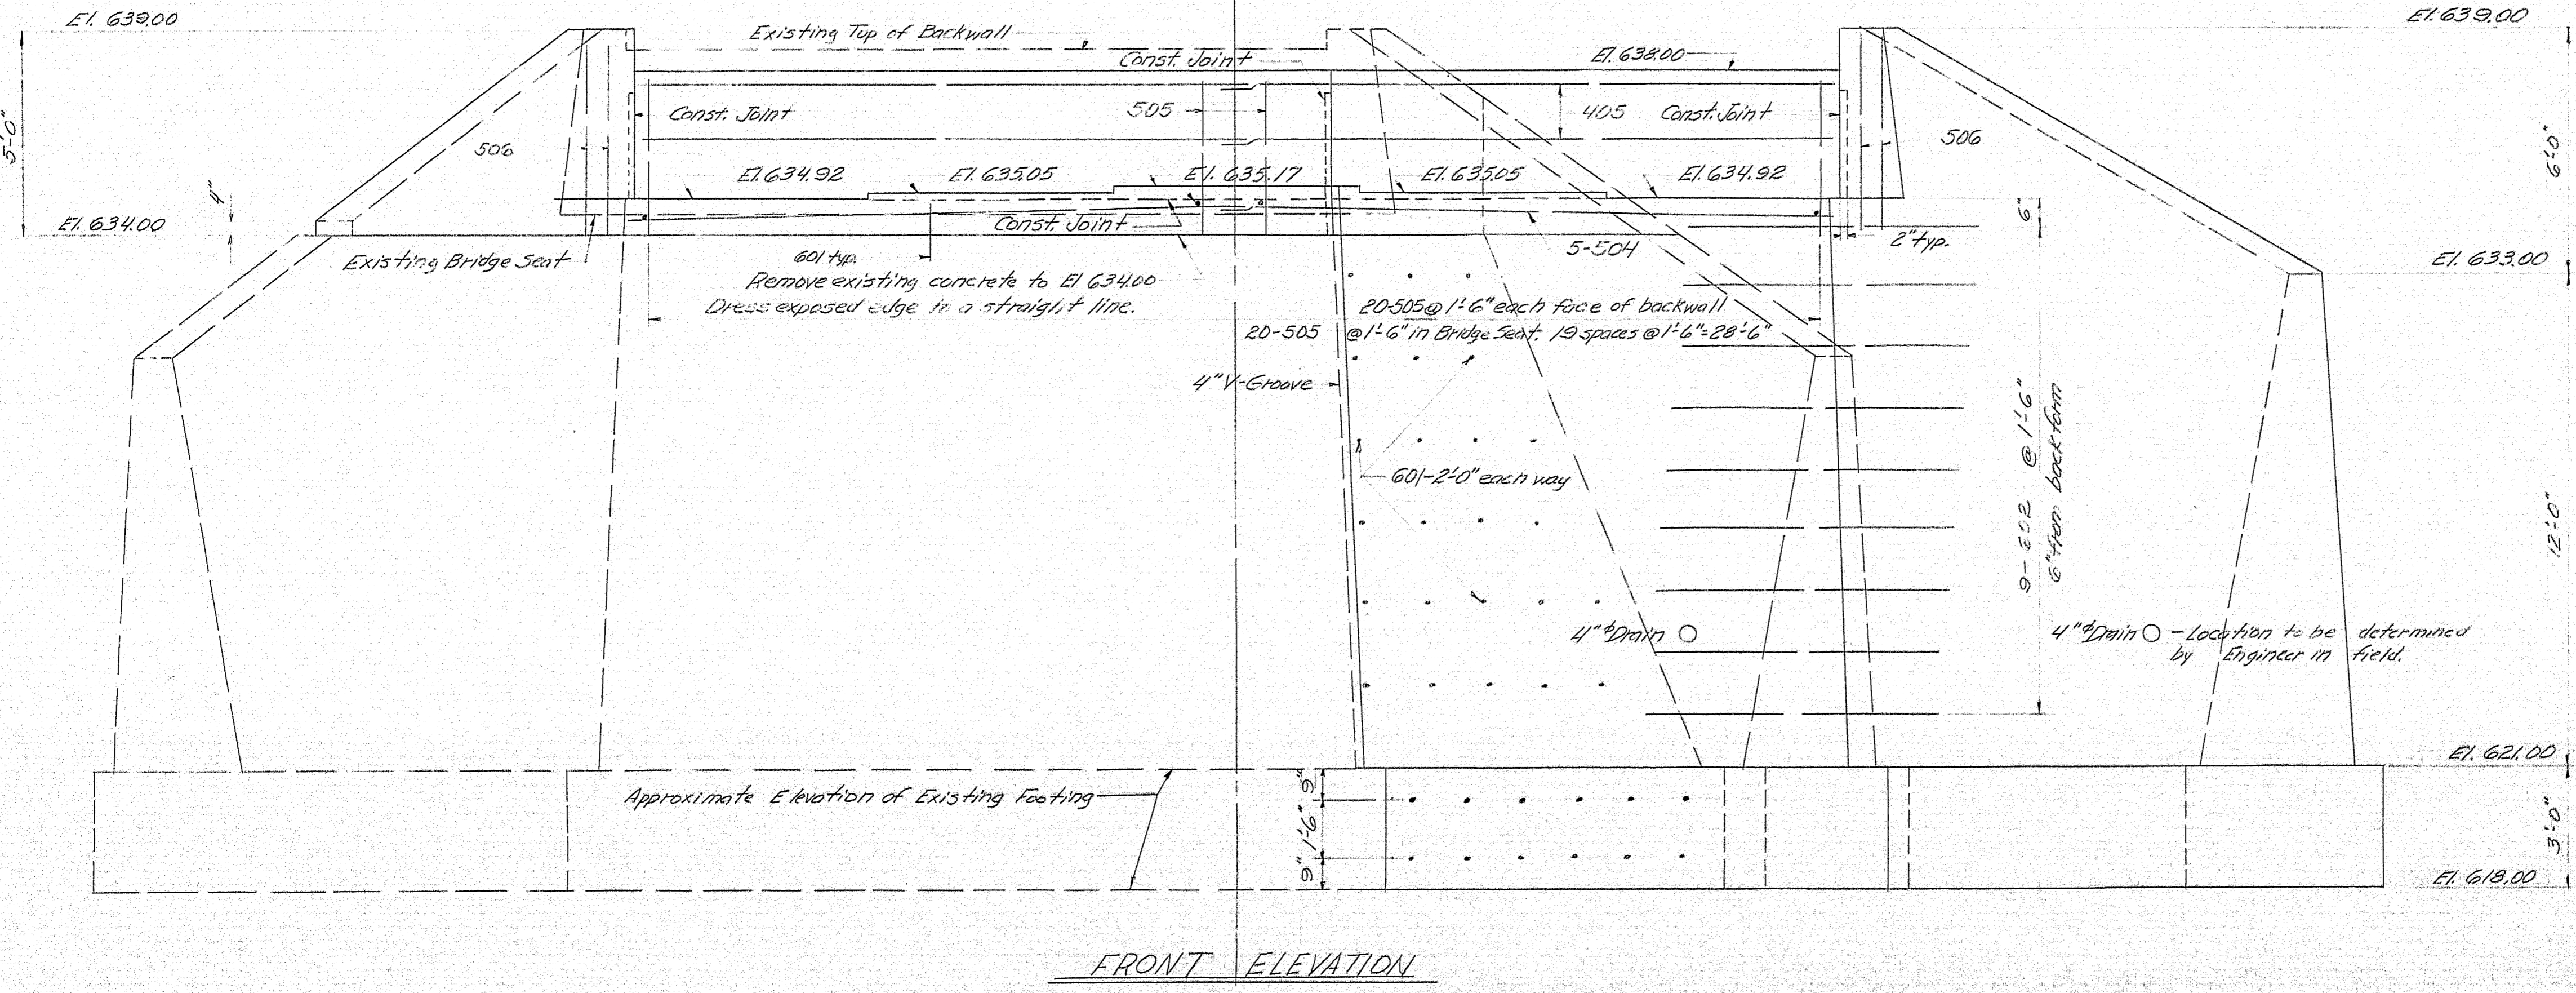 El. 639.00
El. 639.00
Existing Top of Backwall
Const. Joint
El. 638.00
5'-0"
Const. Joint
505
405
Const. Joint
506
506
6'-0"
El. 634.92
El. 635.05
El. 635.17
El. 635.05
El. 634.92
4"
El. 634.00
Const. Joint
6"
2" typ.
5-504
Existing Bridge Seat
601 typ.
El. 633.00
Remove existing concrete to El 634.00
Dress exposed edge to a straight line.
20-505@ 1'-6" each face of backwall
20-505 @1'-6" in Bridge Seat. 19 spaces @ 1'-6"=28'-6"
4" V-Groove
601-2'-0" each way
@ 1'-6"
6" from back form
12'-0"
4"ᶲ Drain
4"ᶲ Drain - Location to be determined
by Engineer in field.
El. 621.00
Approximate Elevation of Existing Footing
9"
1'-6"
9"
3'-0"
El. 618.00
FRONT ELEVATION